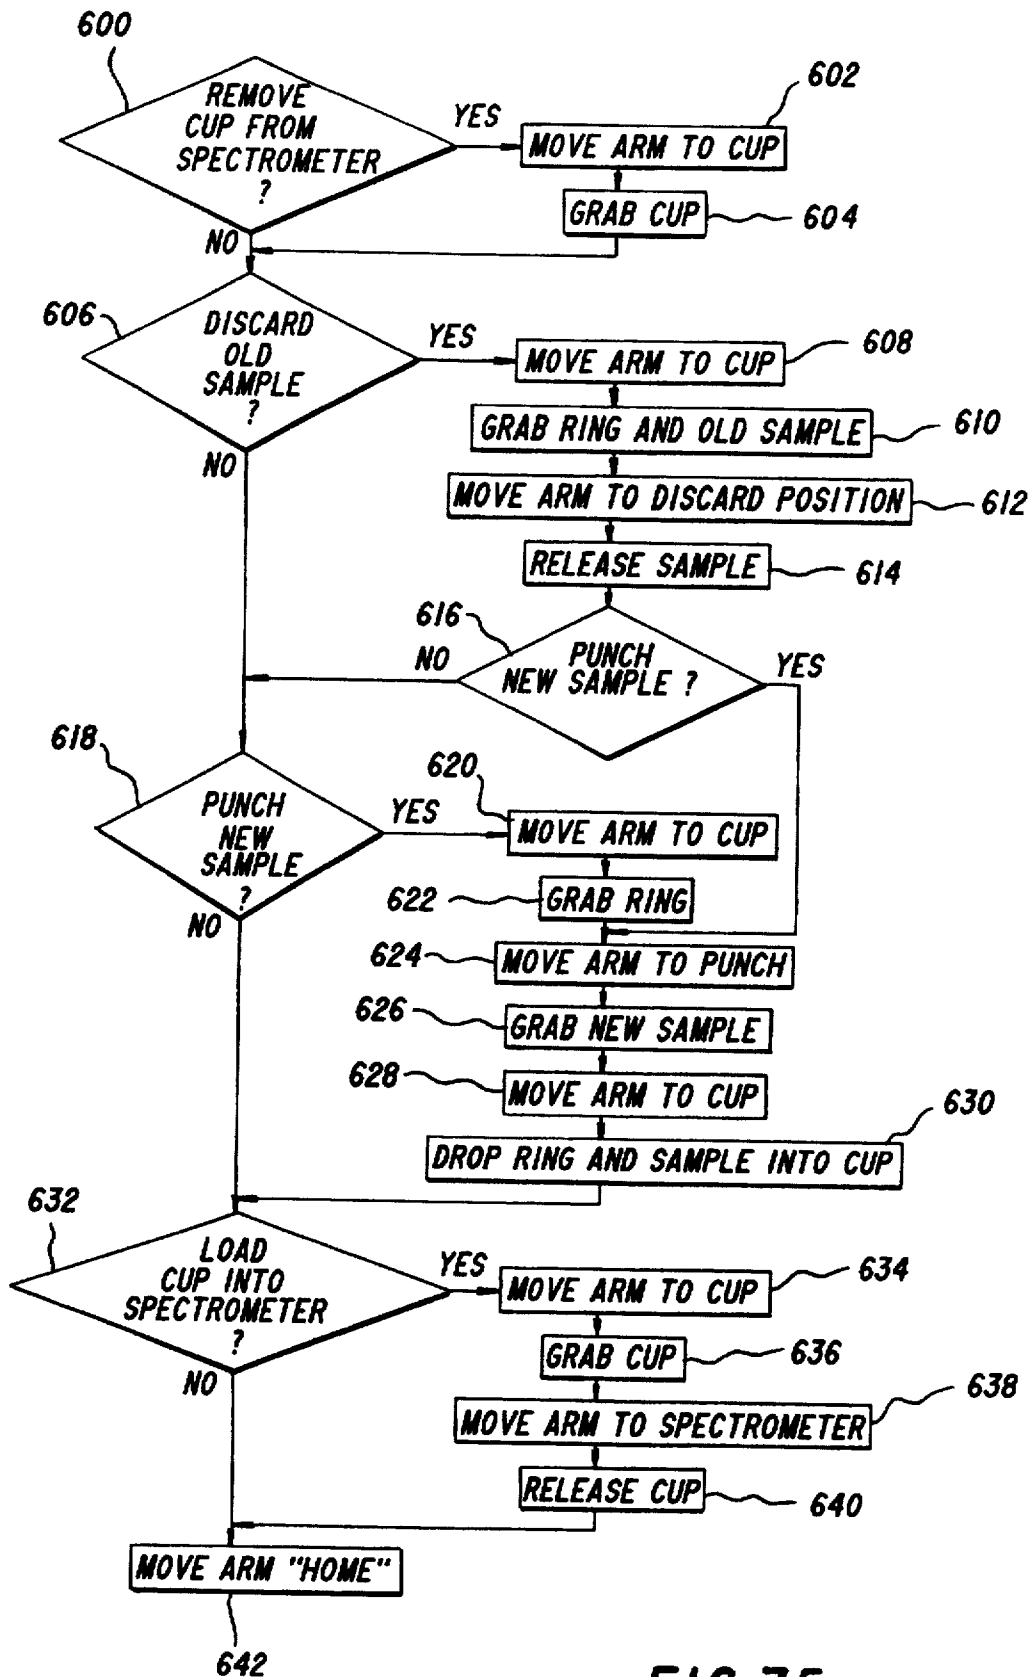 600
REMOVE
CUP FROM
SPECTROMETER
?
YES
NO
602
MOVE ARM TO CUP
GRAB CUP
604
606
DISCARD
OLD
SAMPLE
?
YES
NO
MOVE ARM TO CUP
608
GRAB RING AND OLD SAMPLE
610
MOVE ARM TO DISCARD POSITION
612
RELEASE SAMPLE
614
616
PUNCH
NEW SAMPLE ?
NO
YES
618
PUNCH
NEW
SAMPLE
?
YES
NO
620
MOVE ARM TO CUP
622
GRAB RING
624
MOVE ARM TO PUNCH
626
GRAB NEW SAMPLE
628
MOVE ARM TO CUP
630
DROP RING AND SAMPLE INTO CUP
632
LOAD
CUP INTO
SPECTROMETER
?
YES
NO
MOVE ARM TO CUP
634
GRAB CUP
636
MOVE ARM TO SPECTROMETER
638
RELEASE CUP
640
MOVE ARM "HOME"
642